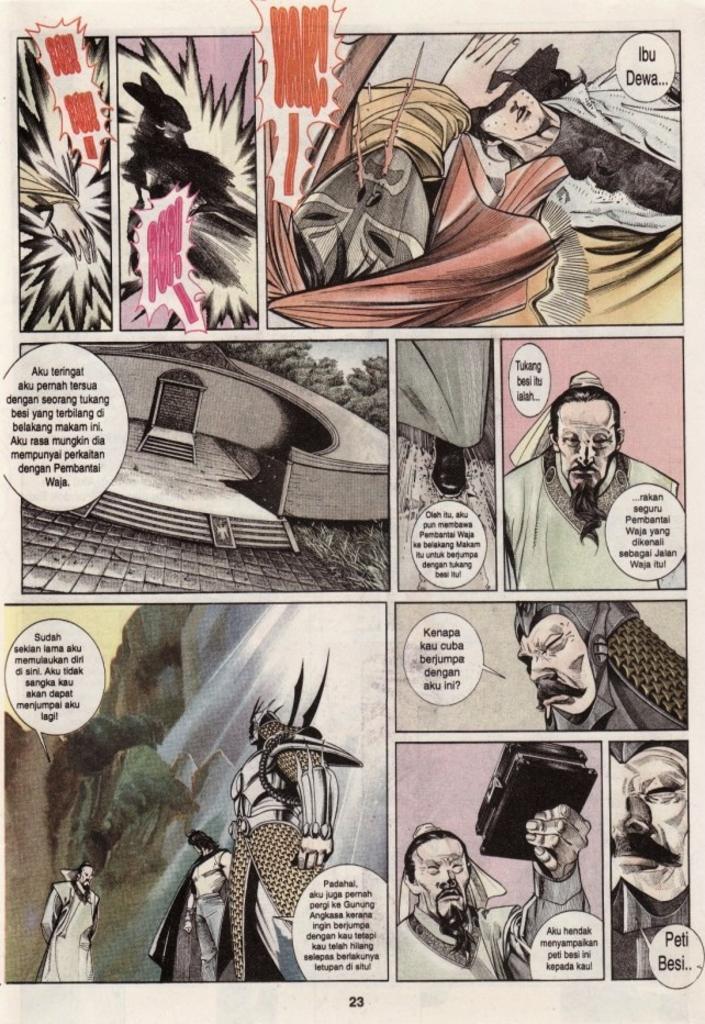 POP!
POP!
POP!
WAK!
Ibu
Dewa...
Aku teringat
aku pernah tersua
dengan seorang tukang
besi yang terbilang di
belakang makam ini.
Aku rasa mungkin dia
mempunyai perkaitan
dengan Pembantai
Waja.
Oleh itu, aku
pun membawa
Pembantai Waja
ke belakang Makam
itu untuk berjumpa
dengan tukang
besi itu!
Tukang
besi itu
ialah...
...rakan
seguru
Pembantai
Waja yang
dikenali
sebagai Jalan
Waja itu!
Sudah
sekian lama aku
memulaukan diri
di sini. Aku tidak
sangka kau
akan dapat
menjumpai aku
lagi!
Padahal,
aku juga pernah
pergi ke Gunung
Angkasa kerana
ingin berjumpa
dengan kau tetapi
kau telah hilang
selepas berlakunya
letupan di situ!
Kenapa
kau cuba
berjumpa
dengan
aku ini?
Aku hendak
menyampaikan
peti besi ini
kepada kau!
Peti
Besi..
23